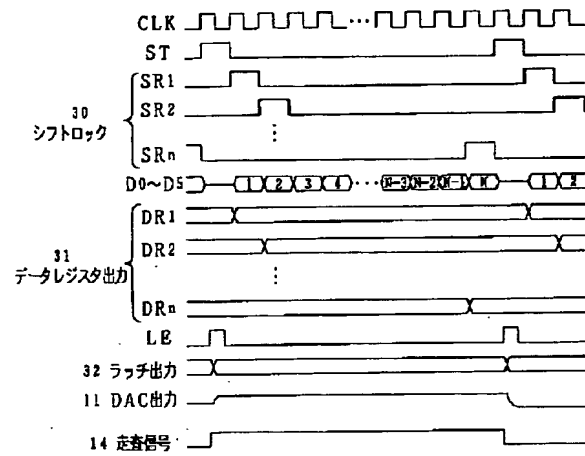 CLK
ST
SR1
30
シフトロック
SR2
SRn
D0~D5
1 2 3 4 ... N-3 N-2 N-1 N 1 2
DR1
31
データレジスタ出力
DR2
DRn
LE
32 ラッチ出力
11 DAC出力
14 走査信号